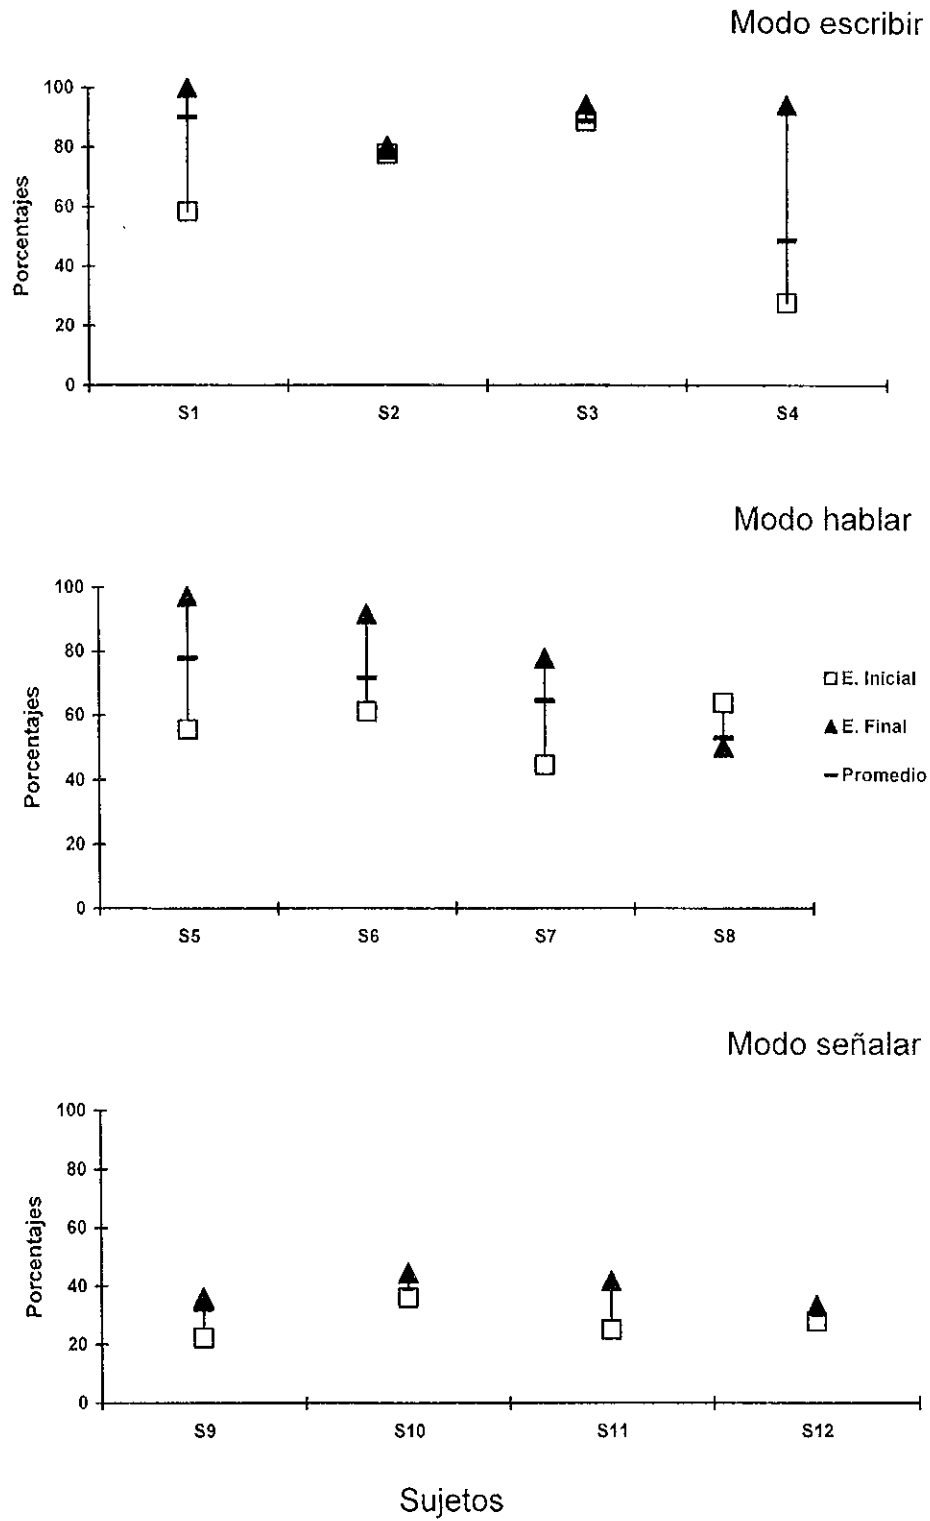 Modo escribir
100
80
60
40
20
0
Porcentajes
S1 S2 S3 S4
Modo hablar
100
80
60
40
20
0
Porcentajes
S5 S6 S7 S8
E. Inicial
E. Final
Promedio
Modo señalar
100
80
60
40
20
0
Porcentajes
S9 S10 S11 S12
Sujetos